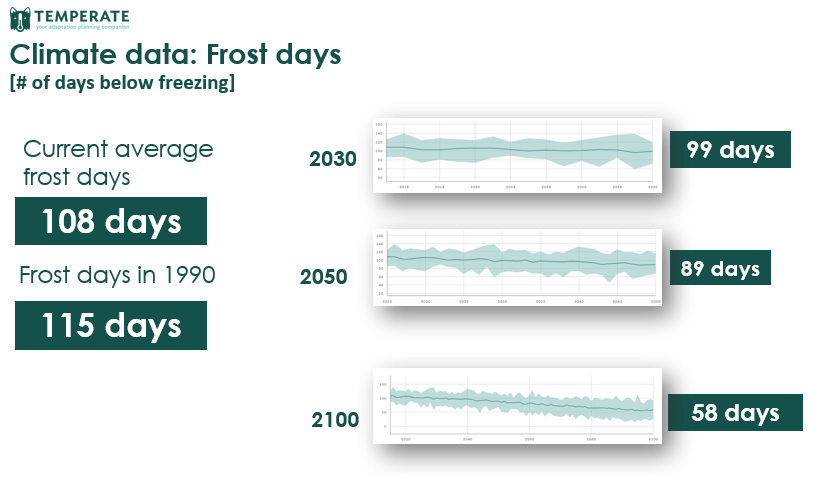 TEMPERATE
your adaptation planning companion
Climate data: Frost days
[# of days below freezing]
Current average
frost days
108 days
Frost days in 1990
115 days
2030
99 days
2050
89 days
2100
58 days